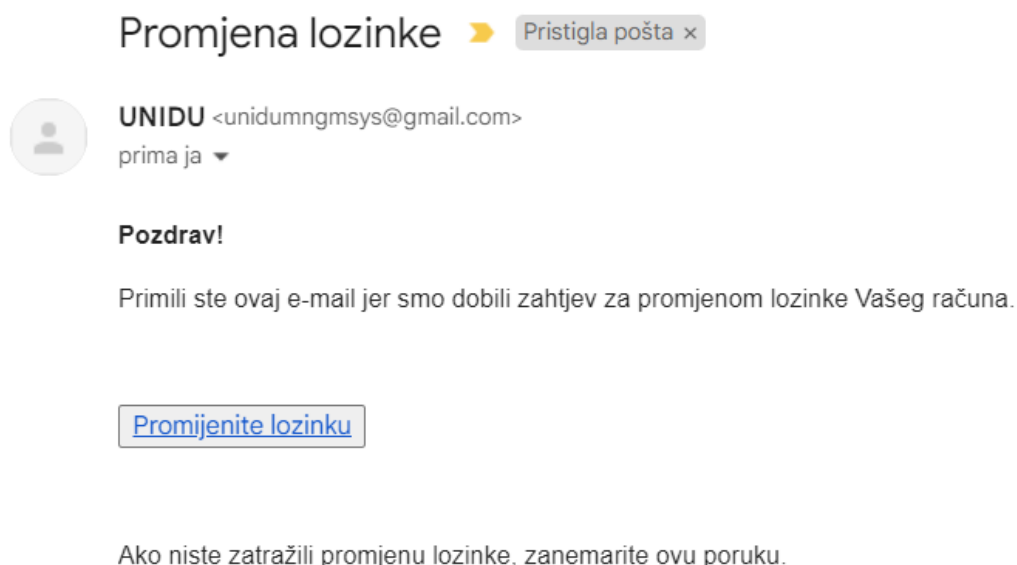 Promjena lozinke
Pristigla pošta ×
UNIDU <unidumngmsys@gmail.com>
prima ja
Pozdrav!
Primili ste ovaj e-mail jer smo dobili zahtjev za promjenom lozinke Vašeg računa.
Promijenite lozinku
Ako niste zatražili promjenu lozinke, zanemarite ovu poruku.